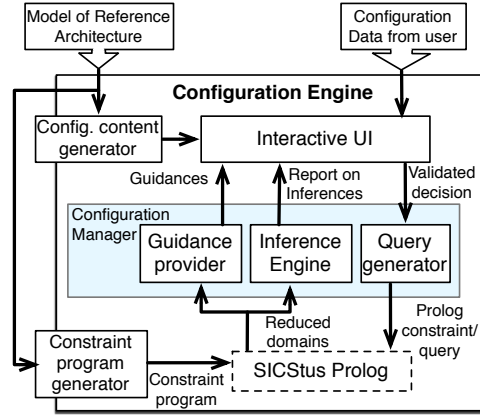 Model of Reference
Architecture
Configuration
Data from user
Configuration Engine
Config. content
generator
Interactive UI
Guidances
Report on
Inferences
Validated
decision
Configuration
Manager
Guidance
provider
Inference
Engine
Query
generator
Reduced
domains
Prolog
constraint/
query
Constraint
program
generator
Constraint
program
SICStus Prolog